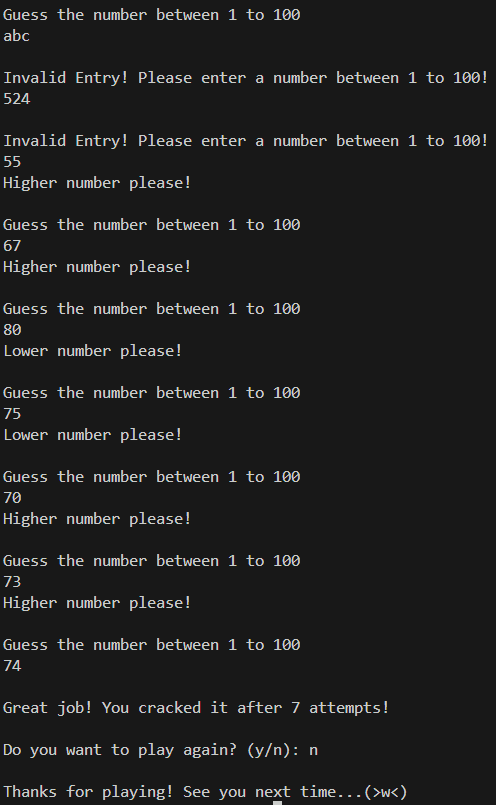 Guess the number between 1 to 100
abc
Invalid Entry! Please enter a number between 1 to 100!
524
Invalid Entry! Please enter a number between 1 to 100!
55
Higher number please!
Guess the number between 1 to 100
67
Higher number please!
Guess the number between 1 to 100
80
Lower number please!
Guess the number between 1 to 100
75
Lower number please!
Guess the number between 1 to 100
70
Higher number please!
Guess the number between 1 to 100
73
Higher number please!
Guess the number between 1 to 100
74
Great job! You cracked it after 7 attempts!
Do you want to play again? (y/n): n
Thanks for playing! See you next time...(>w<)